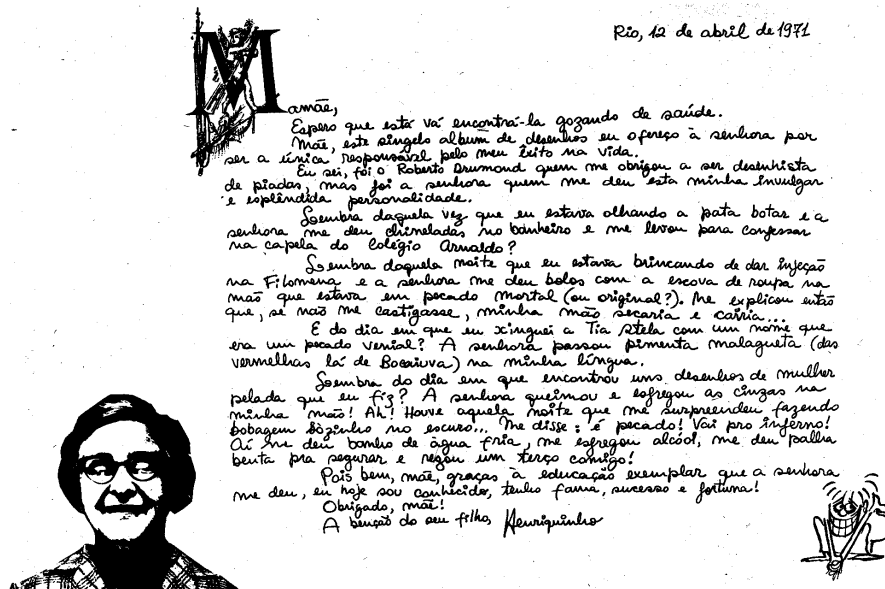 Rio, 12 de abril de 1971
Mamãe,
Espero que esta vá encontrá-la gozando de saúde.
Mãe, este singelo album de desenhos eu ofereço à senhora por
ser a única responsável pelo meu êxito na vida.
Eu sei, foi o Roberto Drumond quem me obrigou a ser desenhista
de piadas, mas foi a senhora quem me deu esta minha invulgar
e esplêndida personalidade.
Lembra daquela vez que eu estava olhando a pata botar e a
senhora me deu chineladas no banheiro e me levou para confessar
na capela do Colégio Arnaldo?
Lembra daquela noite que eu estava brincando de dar injeção
na Filomena e a senhora me deu bolos com a escova de roupa na
mão que estava em pecado mortal (ou original?). Me explicou então
que, se não me castigasse, minha mão secaria e cairia...
E do dia em que eu xinguei a Tia Stela com um nome que
era um pecado venial? A senhora passou pimenta malagueta (das
vermelhas lá de Bocaiuva) na minha língua.
Lembra do dia em que encontrou uns desenhos de mulher
pelada que eu fiz? A senhora queimou e esfregou as cinzas na
minha mão! Ah! Houve aquela noite que me surpreendeu fazendo
bobagem sòzinho no escuro... Me disse: é pecado! Vai pro inferno!
Aí me deu banho de água fria, me esfregou alcóol, me deu palha
benta pra segurar e rezou um terço comigo!
Pois bem, mãe, graças à educação exemplar que a senhora
me deu, eu hoje sou conhecido, tenho fama, sucesso e fortuna!
Obrigado, mãe!
A benção do seu filho, Henriquinho